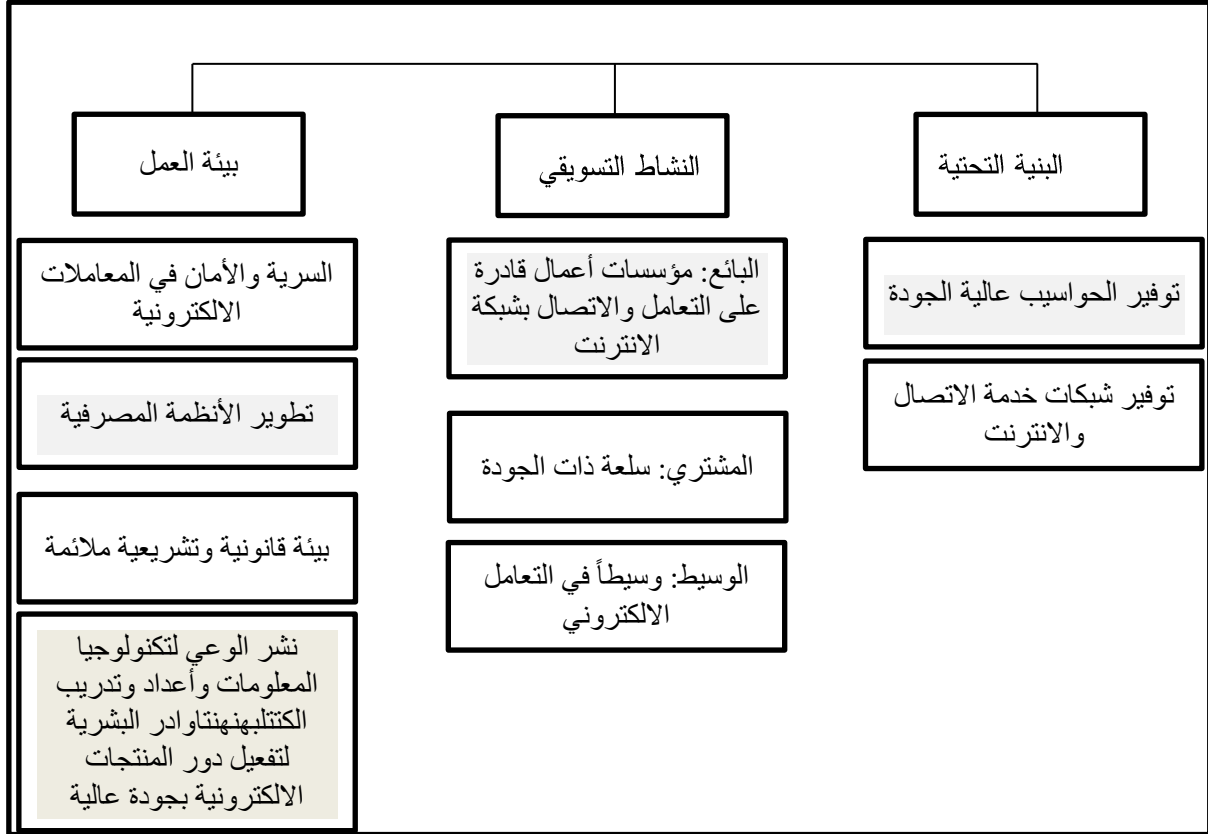 البنية التحتية
توفير الحواسيب عالية الجودة
توفير شبكات خدمة الاتصال
والانترنت
النشاط التسويقي
البائع: مؤسسات أعمال قادرة
على التعامل والاتصال بشبكة
الانترنت
المشتري: سلعة ذات الجودة
الوسيط: وسيطاً في التعامل
الالكتروني
بيئة العمل
السرية والأمان في المعاملات
الالكترونية
تطوير الأنظمة المصرفية
بيئة قانونية وتشريعية ملائمة
نشر الوعي لتكنولوجيا
المعلومات وأعداد وتدريب
البشرية
لتفعيل دور المنتجات
الالكترونية بجودة عالية